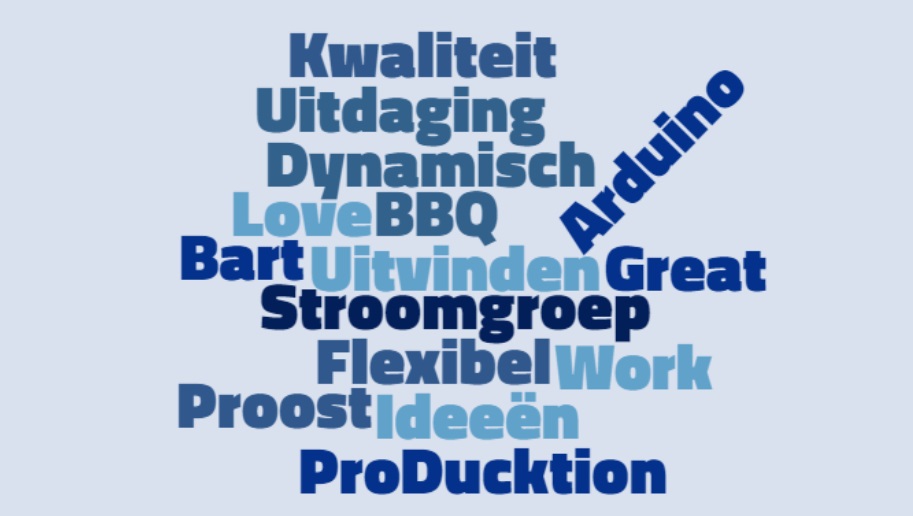 Kwaliteit
Uitdaging
Arduino
Dynamisch
Love BBQ
Bart Uitvinden Great
Stroomgroep
Flexibel Work
Proost Ideeën
ProDucktion